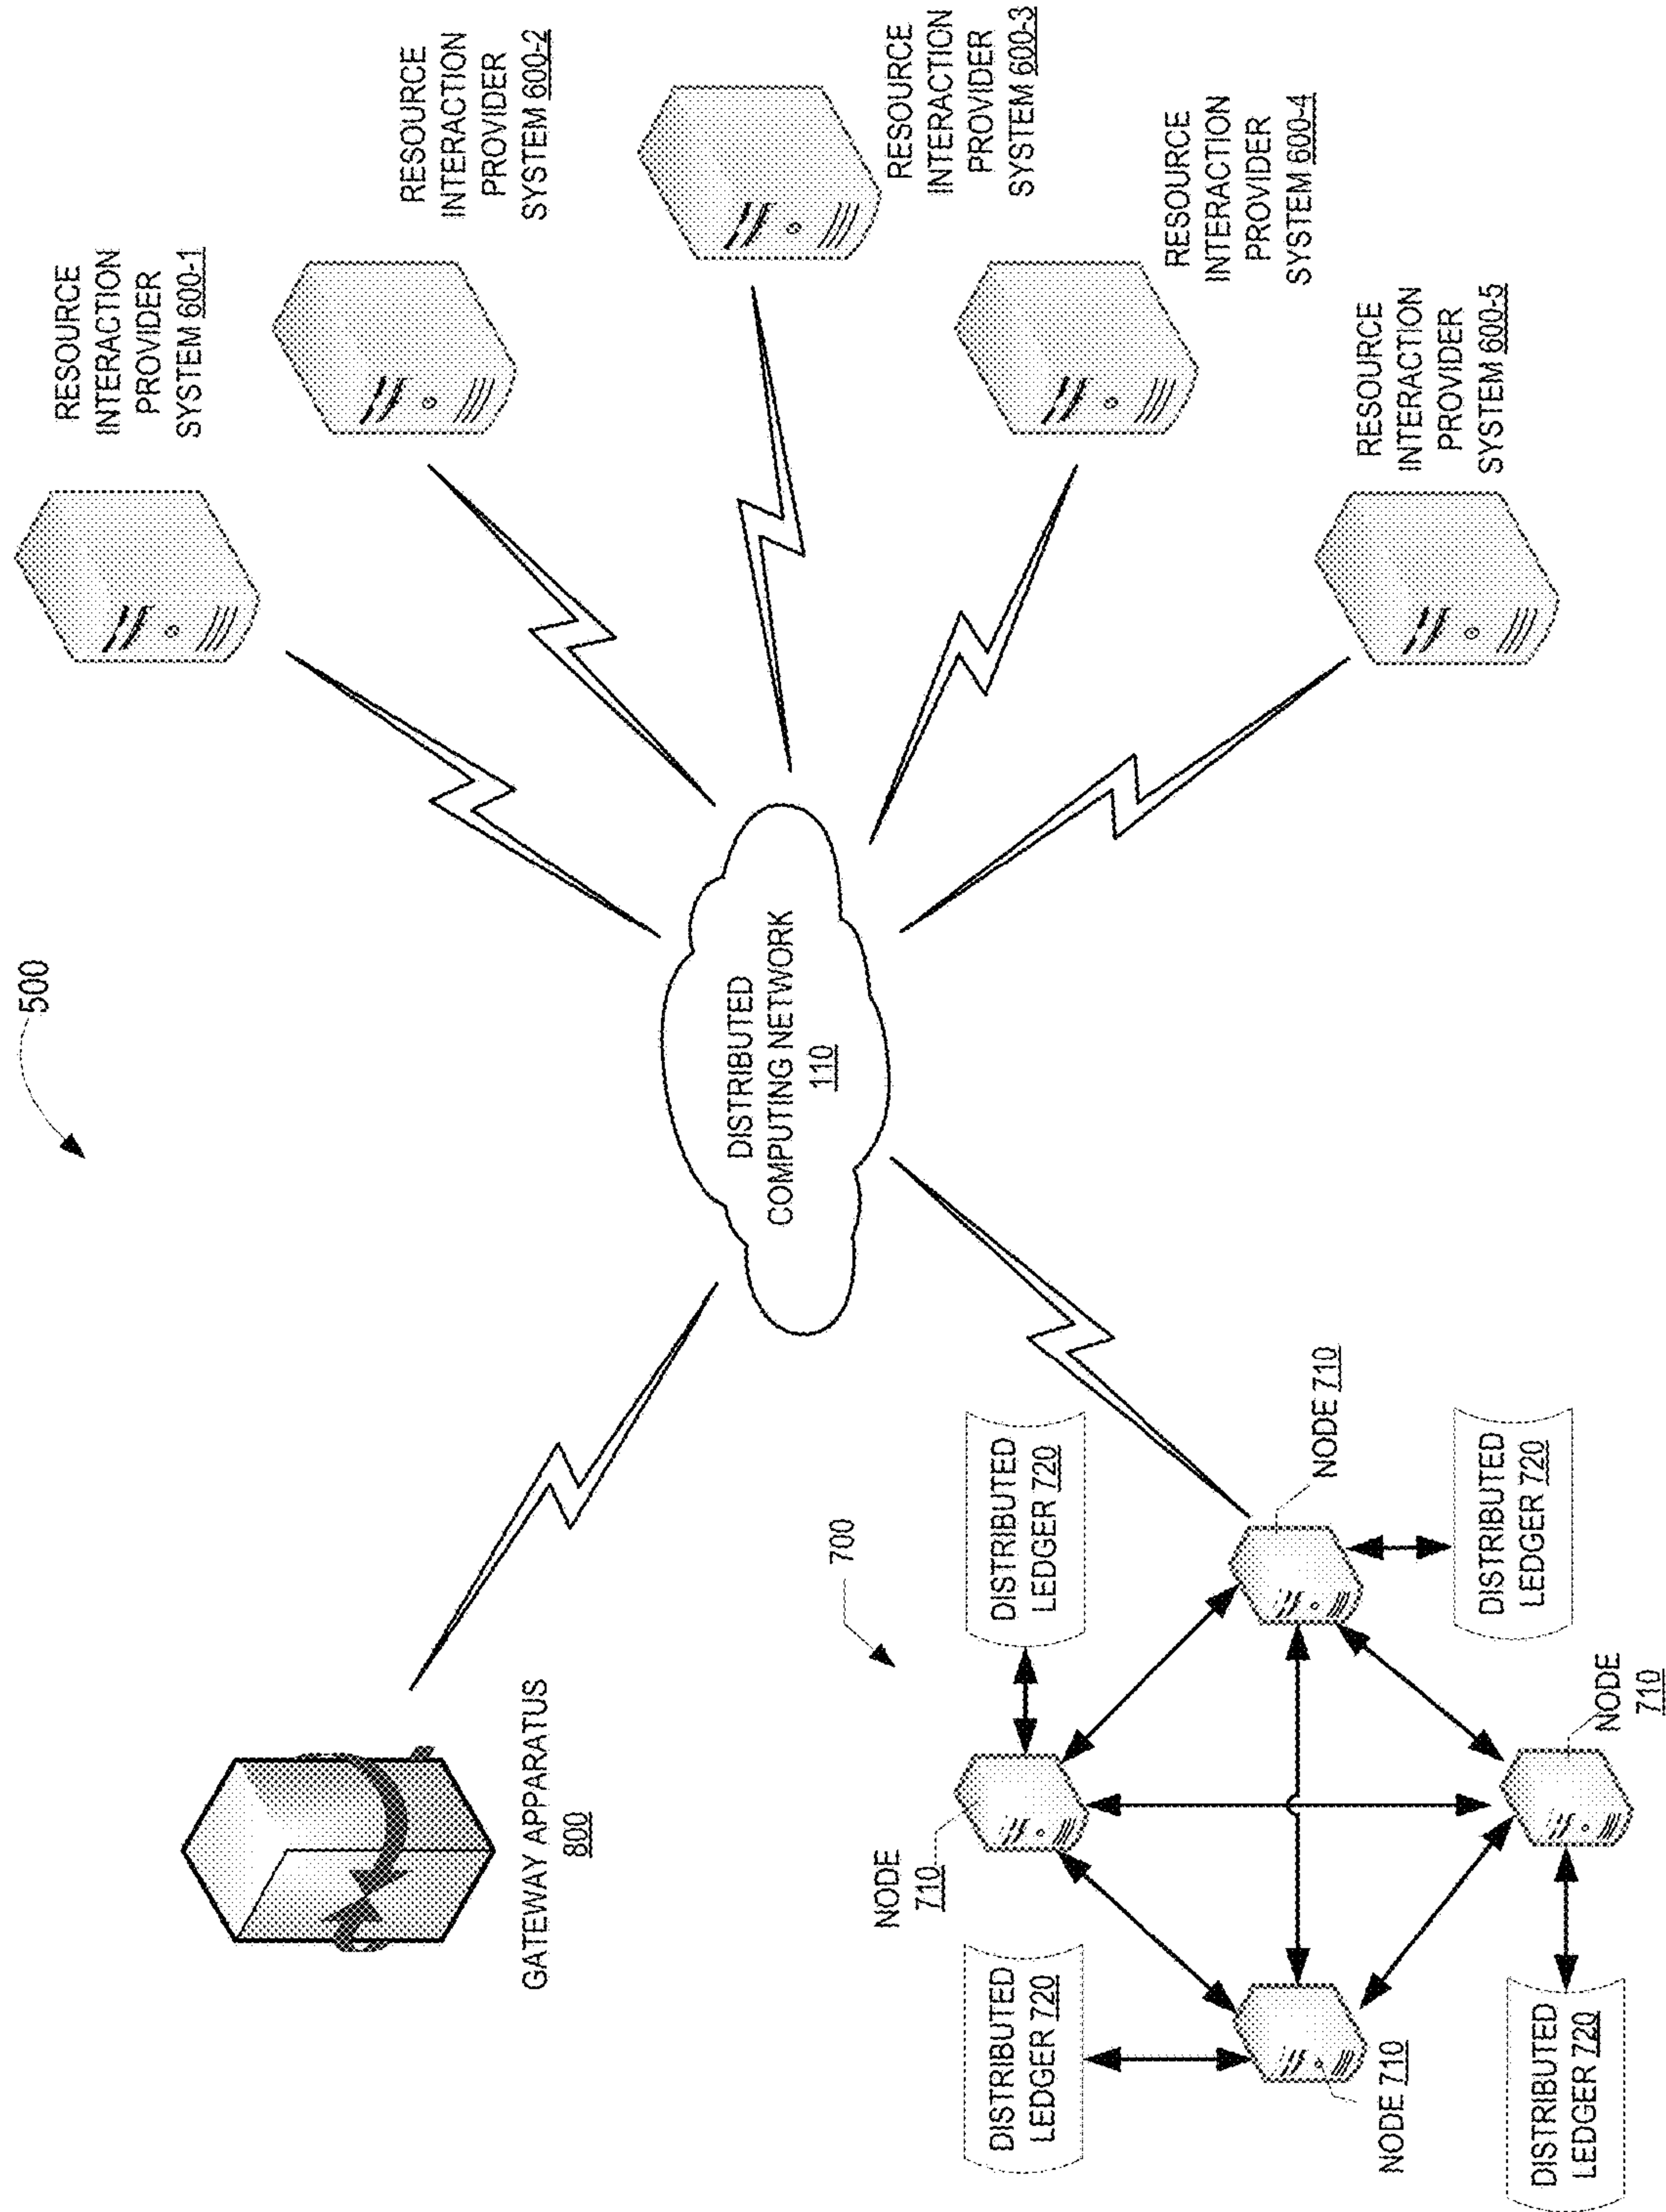 500
RESOURCE
INTERACTION
PROVIDER
SYSTEM 600-1
RESOURCE
INTERACTION
PROVIDER
SYSTEM 600-2
RESOURCE
INTERACTION
PROVIDER
SYSTEM 600-3
RESOURCE
INTERACTION
PROVIDER
SYSTEM 600-4
RESOURCE
INTERACTION
PROVIDER
SYSTEM 600-5
DISTRIBUTED
COMPUTING NETWORK
110
GATEWAY APPARATUS
800
700
NODE
710
DISTRIBUTED
LEDGER 720
DISTRIBUTED
LEDGER 720
NODE 710
NODE 710
DISTRIBUTED
LEDGER 720
NODE
710
DISTRIBUTED
LEDGER 720